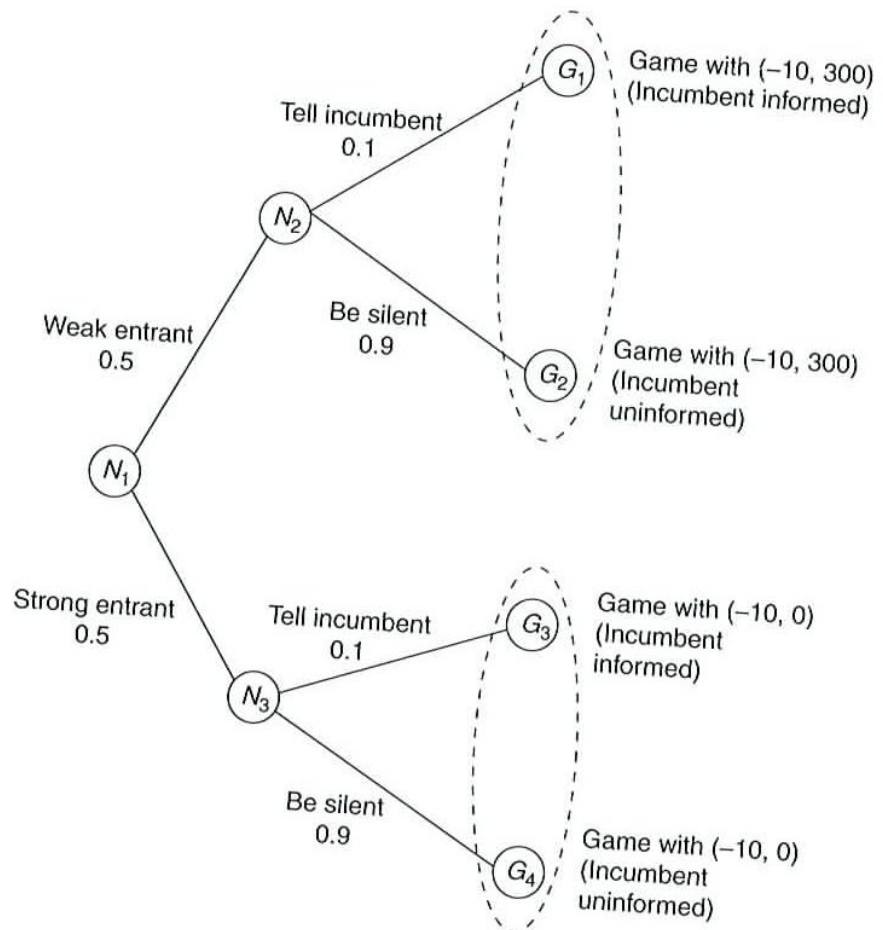 G1
Game with (−10, 300)
(Incumbent informed)
Tell incumbent
0.1
N2
Be silent
0.9
Weak entrant
0.5
G2
Game with (−10, 300)
(Incumbent
uninformed)
N1
Strong entrant
0.5
Tell incumbent
0.1
G3
Game with (−10, 0)
(Incumbent
informed)
N3
Be silent
0.9
G4
Game with (−10, 0)
(Incumbent
uninformed)